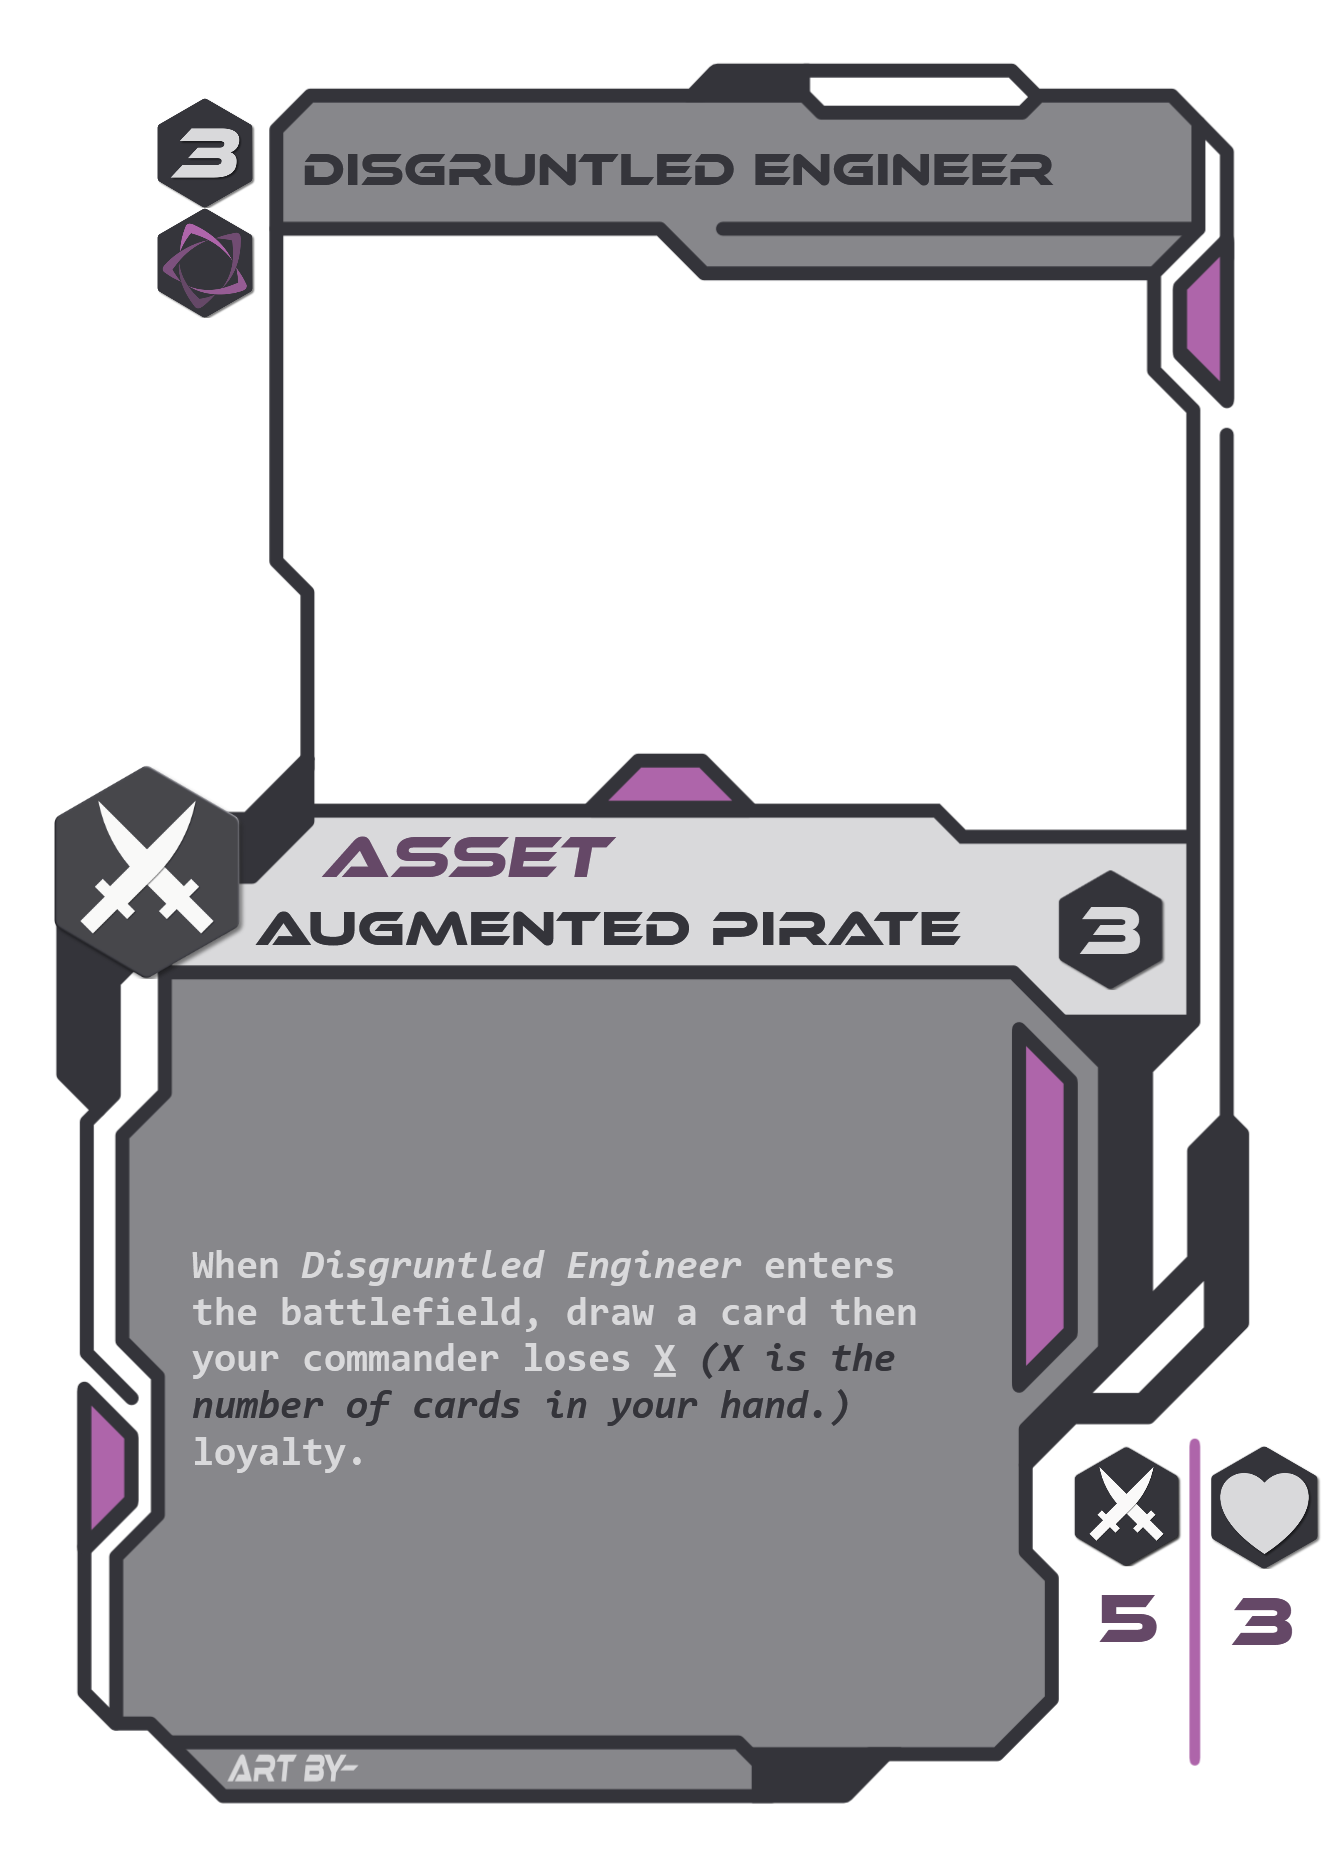 3
DISGRUNTLED ENGINEER
ASSET
AUGMENTED PIRATE
3
When Disgruntled Engineer enters
the battlefield, draw a card then
your commander loses X (X is the
number of cards in your hand.)
loyalty.
5
3
ART BY-